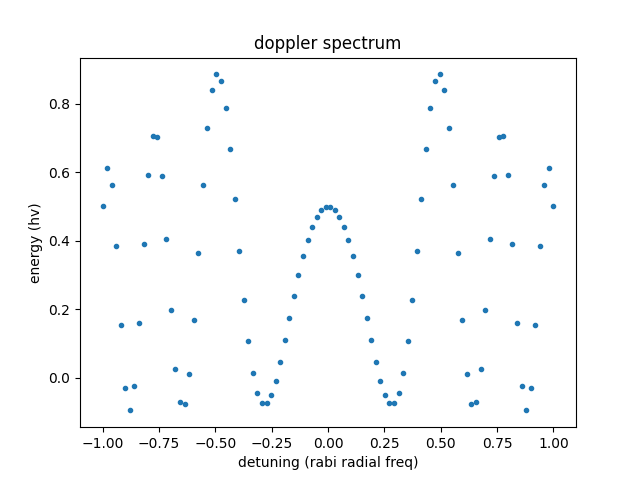 doppler spectrum
0.8
0.6
0.4
0.2
0.0
energy (hv)
−1.00 −0.75 −0.50 −0.25 0.00 0.25 0.50 0.75 1.00
detuning (rabi radial freq)